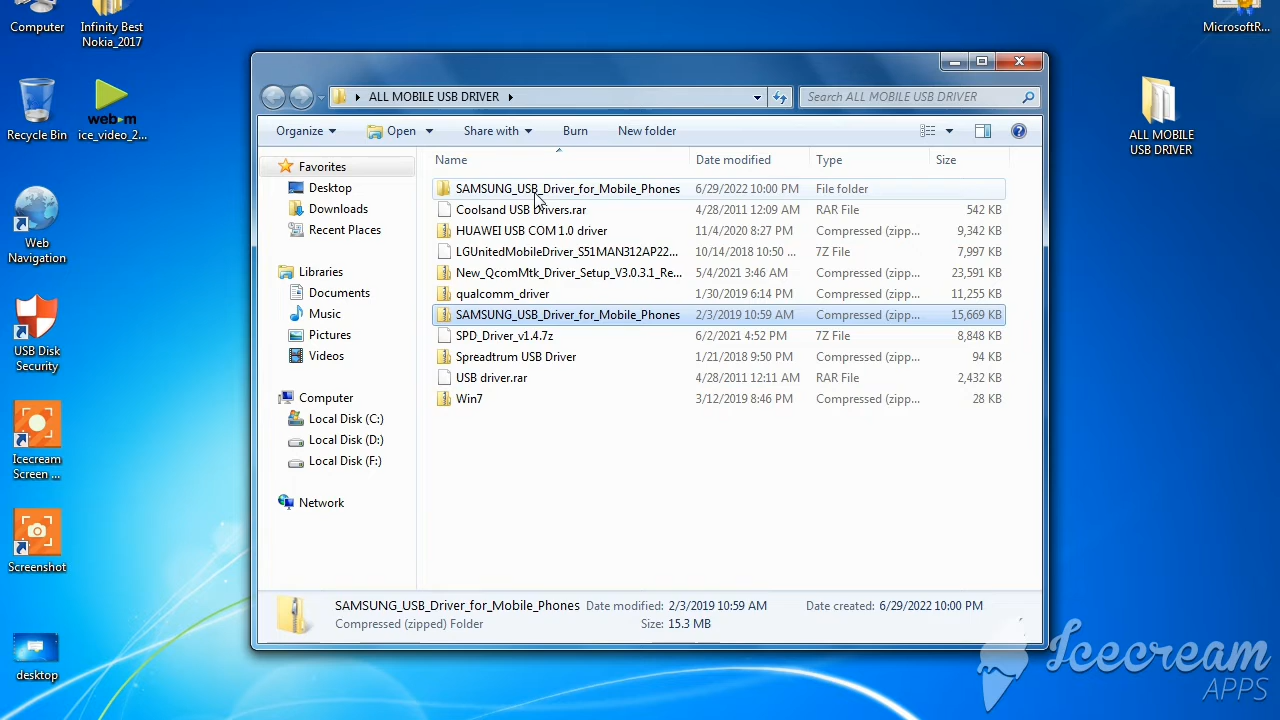 Computer
Infinity Best
Nokia_2017
MicrosoftR...
Recycle Bin
webm
ice_video_2...
Web
Navigation
USB Disk
Security
Icecream
Screen ...
Screenshot
desktop
ALL MOBILE
USB DRIVER
ALL MOBILE USB DRIVER
Search ALL MOBILE USB DRIVER
Organize
Open
Share with
Burn
New folder
Favorites
Desktop
Downloads
Recent Places
Libraries
Documents
Music
Pictures
Videos
Computer
Local Disk (C:)
Local Disk (D:)
Local Disk (F:)
Network
Name Date modified Type Size
SAMSUNG_USB_Driver_for_Mobile_Phones 6/29/2022 10:00 PM File folder
Coolsand USB Drivers.rar 4/28/2011 12:09 AM RAR File 542 KB
HUAWEI USB COM 1.0 driver 11/4/2020 8:27 PM Compressed (zipp... 9,342 KB
LGUnitedMobileDriver_S51MAN312AP22... 10/14/2018 10:50 ... 7Z File 7,997 KB
New_QcomMtk_Driver_Setup_V3.0.3.1_Re... 5/4/2021 3:46 AM Compressed (zipp... 23,591 KB
qualcomm_driver 1/30/2019 6:14 PM Compressed (zipp... 11,255 KB
SAMSUNG_USB_Driver_for_Mobile_Phones 2/3/2019 10:59 AM Compressed (zipp... 15,669 KB
SPD_Driver_v1.4.7z 6/2/2021 4:52 PM 7Z File 8,848 KB
Spreadtrum USB Driver 1/21/2018 9:50 PM Compressed (zipp... 94 KB
USB driver.rar 4/28/2011 12:11 AM RAR File 2,432 KB
Win7 3/12/2019 8:46 PM Compressed (zipp... 28 KB
SAMSUNG_USB_Driver_for_Mobile_Phones Date modified: 2/3/2019 10:59 AM Date created: 6/29/2022 10:00 PM
Compressed (zipped) Folder Size: 15.3 MB
Icecream
APPS